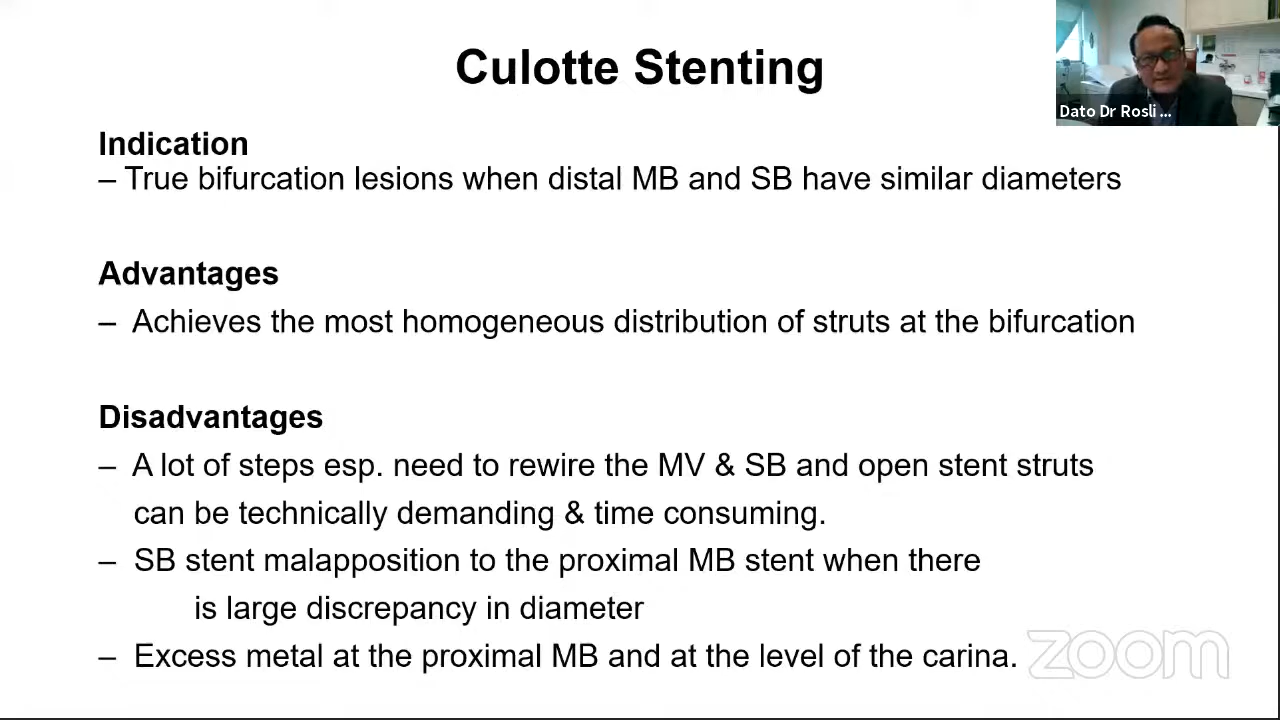 Culotte Stenting
Dato Dr Rosli ...
Indication
– True bifurcation lesions when distal MB and SB have similar diameters
Advantages
– Achieves the most homogeneous distribution of struts at the bifurcation
Disadvantages
– A lot of steps esp. need to rewire the MV & SB and open stent struts
can be technically demanding & time consuming.
– SB stent malapposition to the proximal MB stent when there
is large discrepancy in diameter
– Excess metal at the proximal MB and at the level of the carina.
zoom